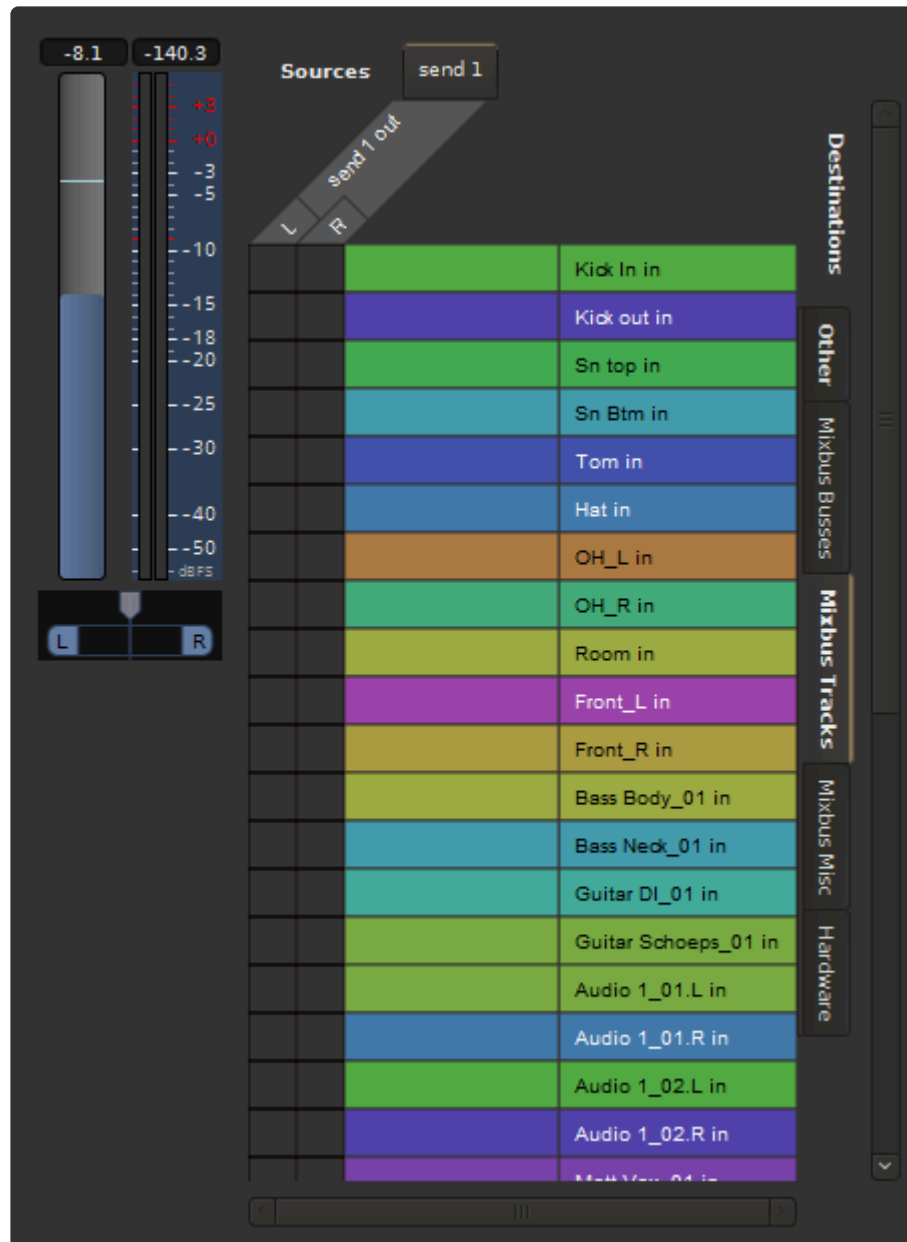 -8.1 -140.3
Sources send 1
+3
+0
-3
-5
-10
-15
-18
-20
-25
-30
-40
-50
dBFS
L R
send 1 out
L R
Kick In in
Kick out in
Sn top in
Sn Btm in
Tom in
Hat in
OH_L in
OH_R in
Room in
Front_L in
Front_R in
Bass Body_01 in
Bass Neck_01 in
Guitar DI_01 in
Guitar Schoeps_01 in
Audio 1_01.L in
Audio 1_01.R in
Audio 1_02.L in
Audio 1_02.R in
Destinations
Other
Mixbus Busses
Mixbus Tracks
Mixbus Misc
Hardware